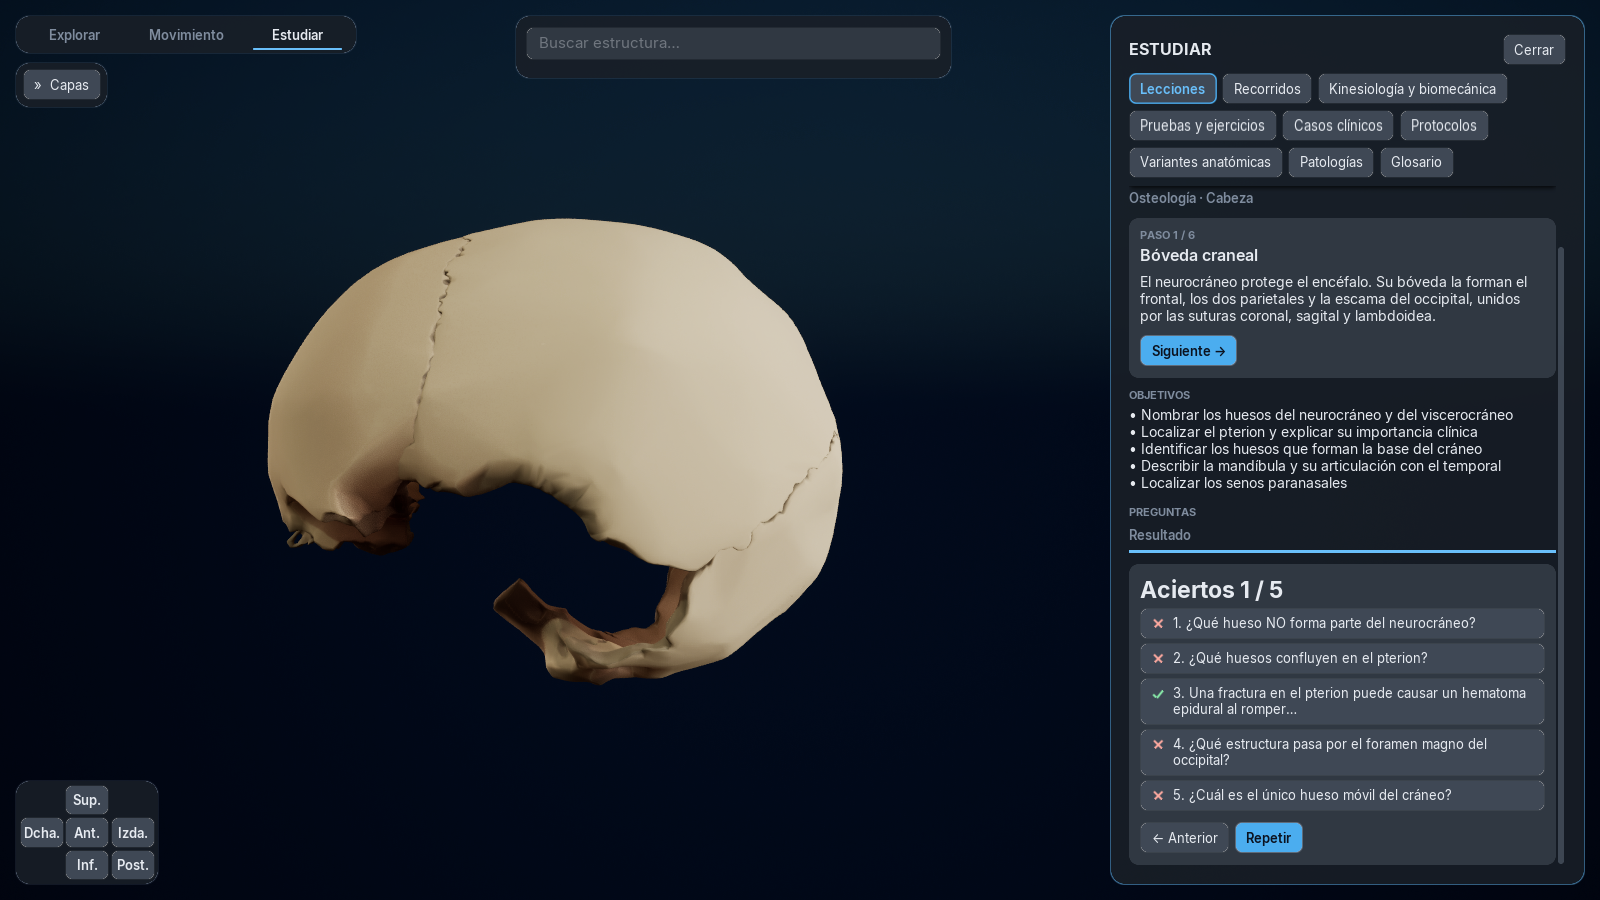 Explorar
Movimiento
Estudiar
» Capas
Buscar estructura...
ESTUDIAR
Cerrar
Lecciones
Recorridos
Kinesiología y biomecánica
Pruebas y ejercicios
Casos clínicos
Protocolos
Variantes anatómicas
Patologías
Glosario
Osteología · Cabeza
PASO 1 / 6
Bóveda craneal
El neurocráneo protege el encéfalo. Su bóveda la forman el
frontal, los dos parietales y la escama del occipital, unidos
por las suturas coronal, sagital y lambdoidea.
Siguiente →
OBJETIVOS
• Nombrar los huesos del neurocráneo y del viscerocráneo
• Localizar el pterion y explicar su importancia clínica
• Identificar los huesos que forman la base del cráneo
• Describir la mandíbula y su articulación con el temporal
• Localizar los senos paranasales
PREGUNTAS
Resultado
Aciertos 1 / 5
✕ 1. ¿Qué hueso NO forma parte del neurocráneo?
✕ 2. ¿Qué huesos confluyen en el pterion?
✓ 3. Una fractura en el pterion puede causar un hematoma
epidural al romper...
✕ 4. ¿Qué estructura pasa por el foramen magno del
occipital?
✕ 5. ¿Cuál es el único hueso móvil del cráneo?
← Anterior
Repetir
Sup.
Dcha.
Ant.
Izda.
Inf.
Post.